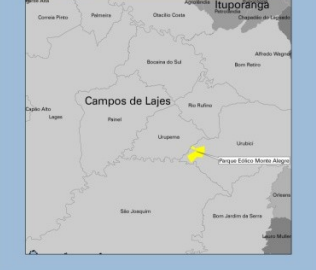 Ituporanga
Correia Pinto
Palmeira
Otacílio Costa
Petrolândia
Chapadão do Lageado
Alfredo Wagner
Bocaina do Sul
Bom Retiro
Campos de Lajes
Capão Alto
Lages
Painel
Rio Rufino
Urupema
Urubici
Parque Eólico Monte Alegre
Orleans
São Joaquim
Bom Jardim da Serra
Lauro Muller